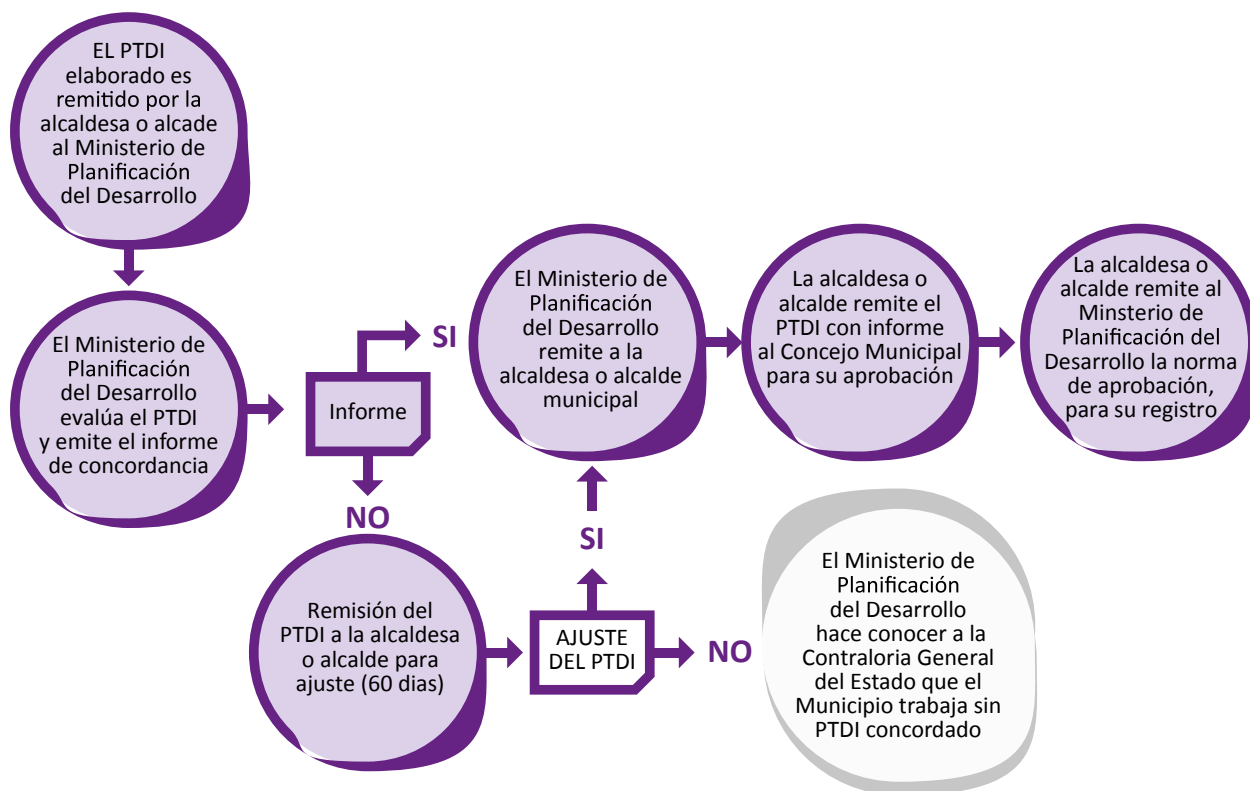 EL PTDI
elaborado es
remitido por la
alcaldesa o alcade
al Ministerio de
Planificación
del Desarrollo
El Ministerio de
Planificación
del Desarrollo
evalúa el PTDI
y emite el informe
de concordancia
Informe
SI
NO
El Ministerio de
Planificación
del Desarrollo
remite a la
alcaldesa o alcalde
municipal
La alcaldesa o
alcalde remite el
PTDI con informe
al Concejo Municipal
para su aprobación
La alcaldesa o
alcalde remite al
Minsterio de
Planificación del
Desarrollo la norma
de aprobación,
para su registro
Remisión del
PTDI a la alcaldesa
o alcalde para
ajuste (60 dias)
AJUSTE
DEL PTDI
SI
NO
El Ministerio de
Planificación
del Desarrollo
hace conocer a la
Contraloria General
del Estado que el
Municipio trabaja sin
PTDI concordado